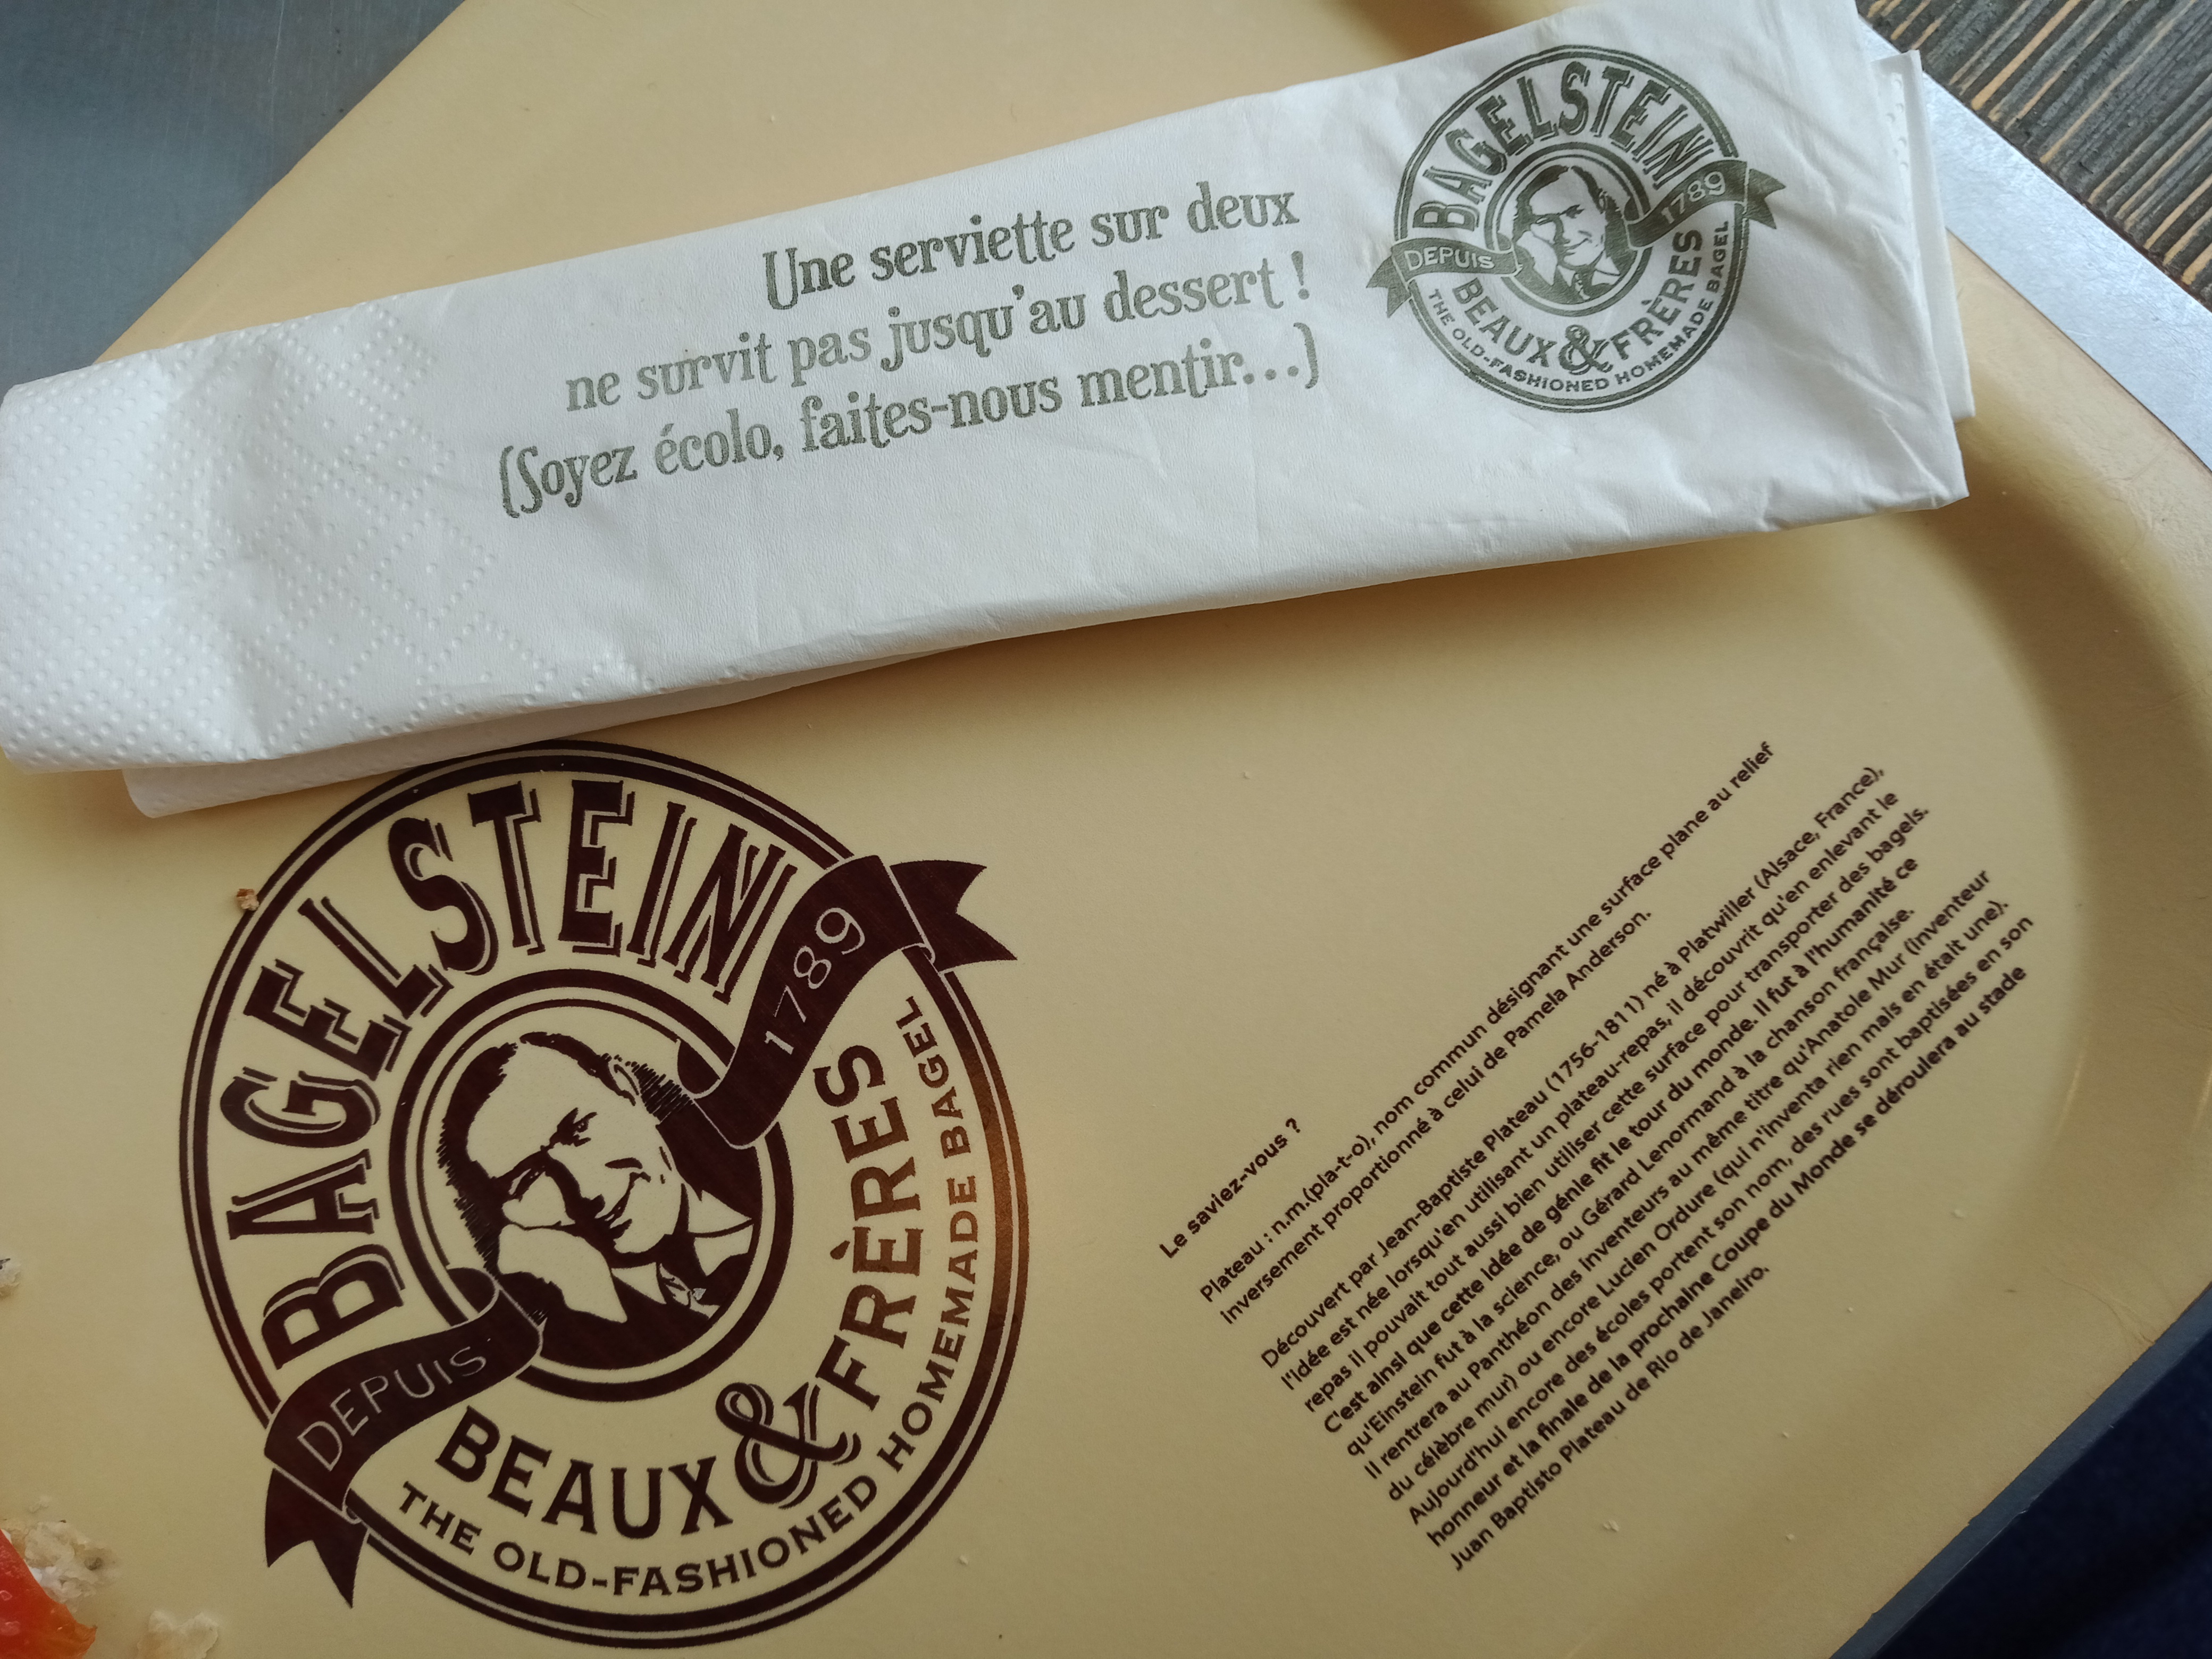 Une serviette sur deux
ne survit pas jusqu'au dessert !
(Soyez écolo, faites-nous mentir...)
BAGELSTEIN
DEPUIS 1789
BEAUX & FRÈRES
THE OLD-FASHIONED HOMEMADE BAGEL
BAGELSTEIN
DEPUIS 1789
BEAUX & FRÈRES
THE OLD-FASHIONED HOMEMADE BAGEL
Le saviez-vous ?
Plateau : n.m.(pla-t-o), nom commun désignant une surface plane au relief
inversement proportionné à celui de Pamela Anderson.
Découvert par Jean-Baptiste Plateau (1756-1811) né à Platwiller (Alsace, France),
l'idée est née lorsqu'en utilisant un plateau-repas, il découvrit qu'en enlevant le
repas il pouvait tout aussi bien utiliser cette surface pour transporter des bagels.
C'est ainsi que cette idée de génie fit le tour du monde. Il fut à l'humanité ce
qu'Einstein fut à la science, ou Gérard Lenormand à la chanson française.
Il rentrera au Panthéon des inventeurs au même titre qu'Anatole Mur (inventeur
du célèbre mur) ou encore Lucien Ordure (qui n'inventa rien mais en était une).
Aujourd'hui encore des écoles portent son nom, des rues sont baptisées en son
honneur et la finale de la prochaine Coupe du Monde se déroulera au stade
Juan Baptisto Plateau de Rio de Janeiro.